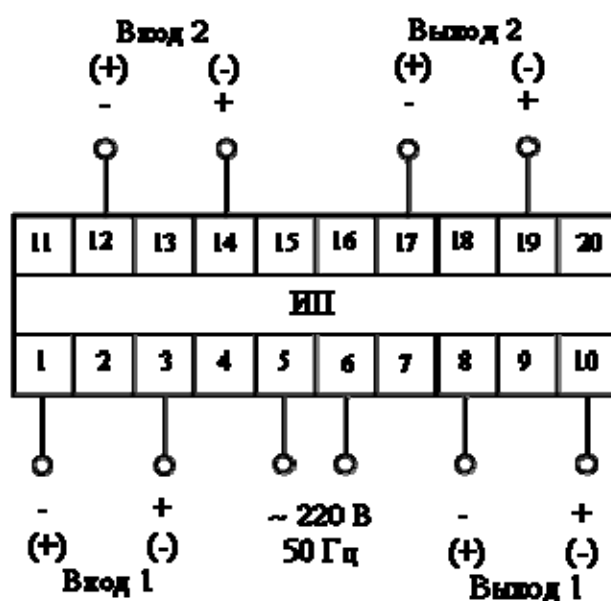 Вход 2 Выход 2
(+) (-) (+) (-)
- + - +
11 12 13 14 15 16 17 18 19 20
ИП
1 2 3 4 5 6 7 8 9 10
- + ~ 220 В - +
(+) (-) 50 Гц (+) (-)
Вход 1 Выход 1